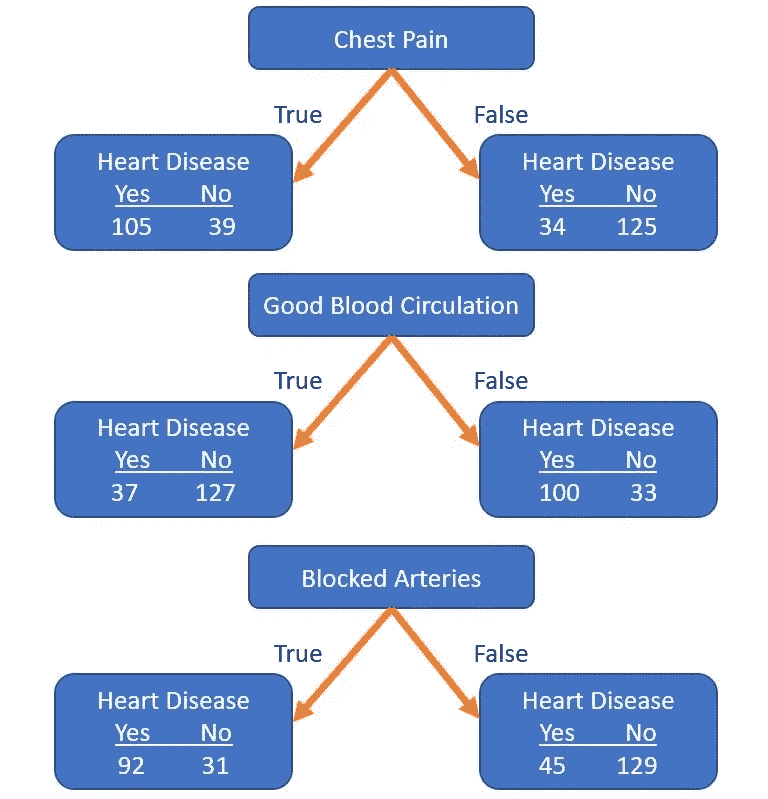 Chest Pain
True False
Heart Disease Heart Disease
Yes No Yes No
105 39 34 125
Good Blood Circulation
True False
Heart Disease Heart Disease
Yes No Yes No
37 127 100 33
Blocked Arteries
True False
Heart Disease Heart Disease
Yes No Yes No
92 31 45 129